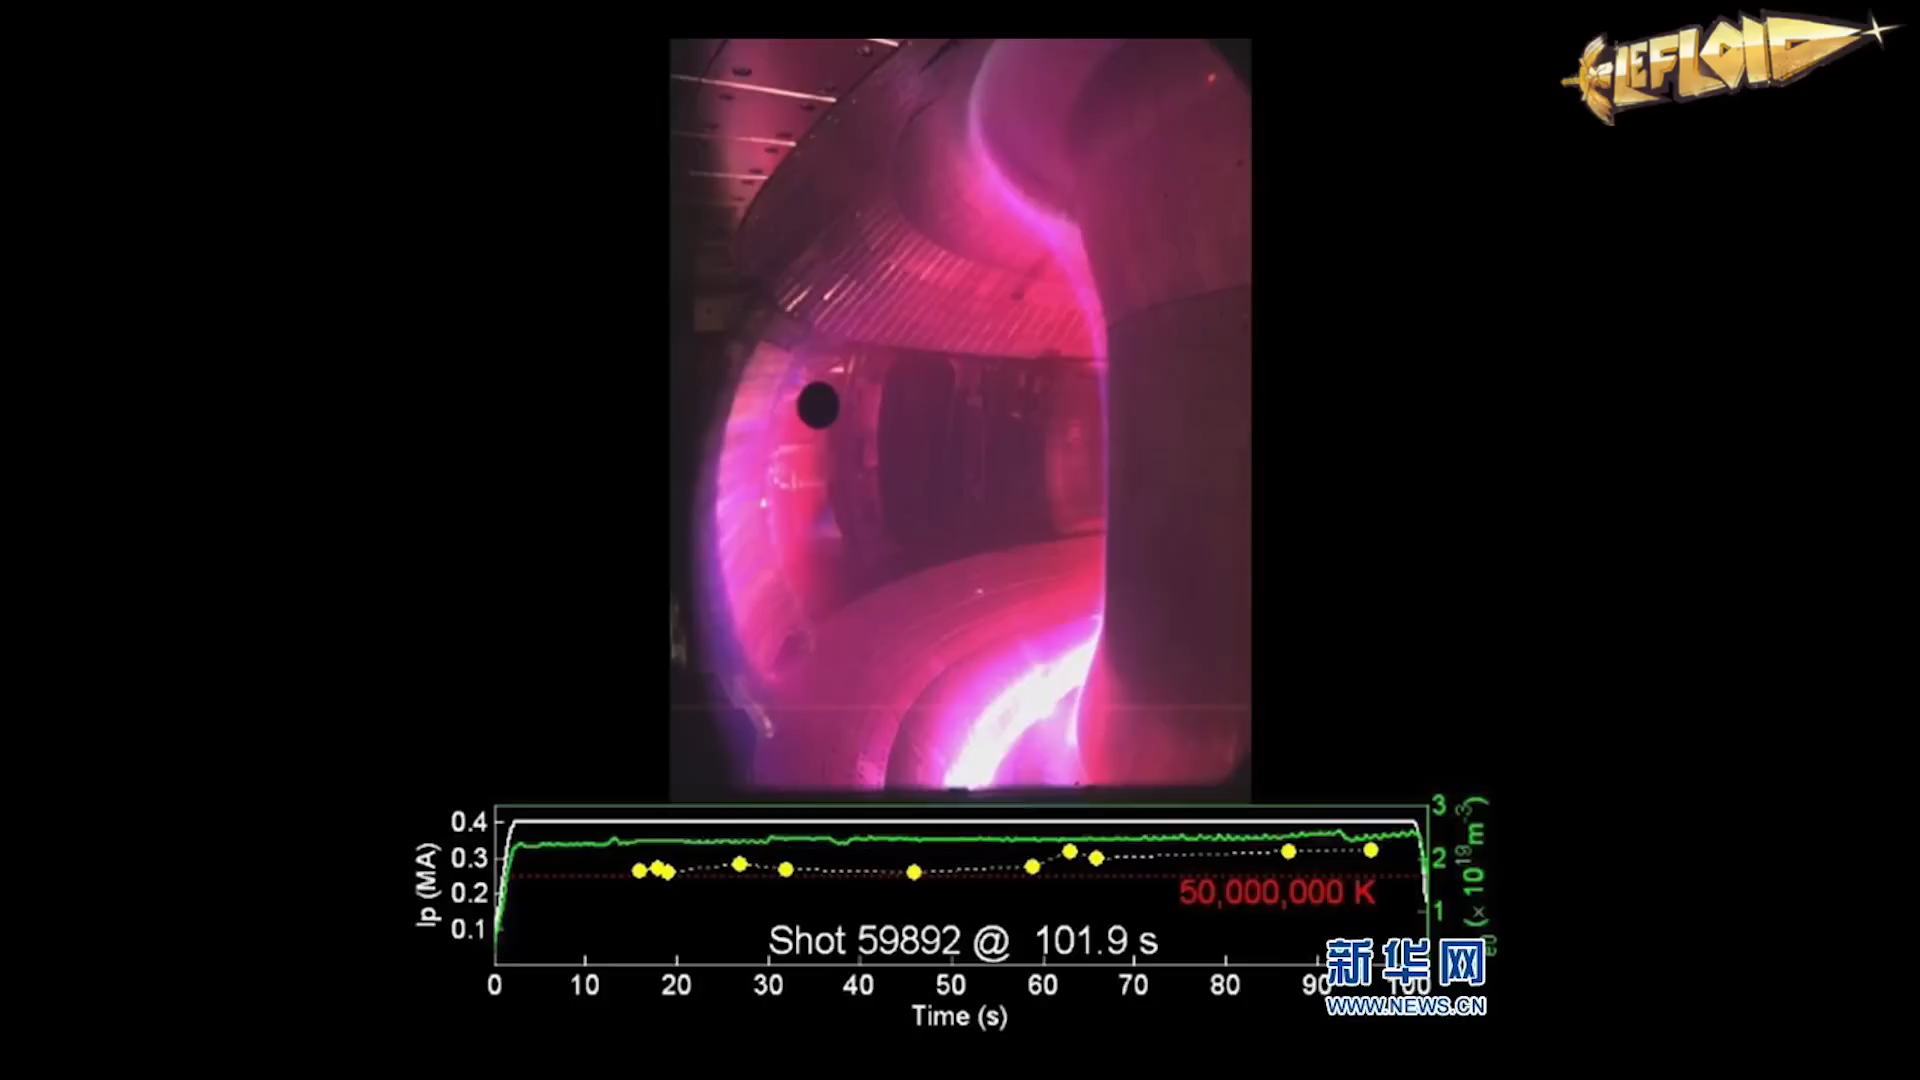 LEFLOID
0.4
0.3
0.2
0.1
Ip (MA)
3
2
1
50,000,000 K
Shot 59892 @ 101.9 s
新华网
WWW.NEWS.CN
0 10 20 30 40 50 60 70 80 90 100
Time (s)